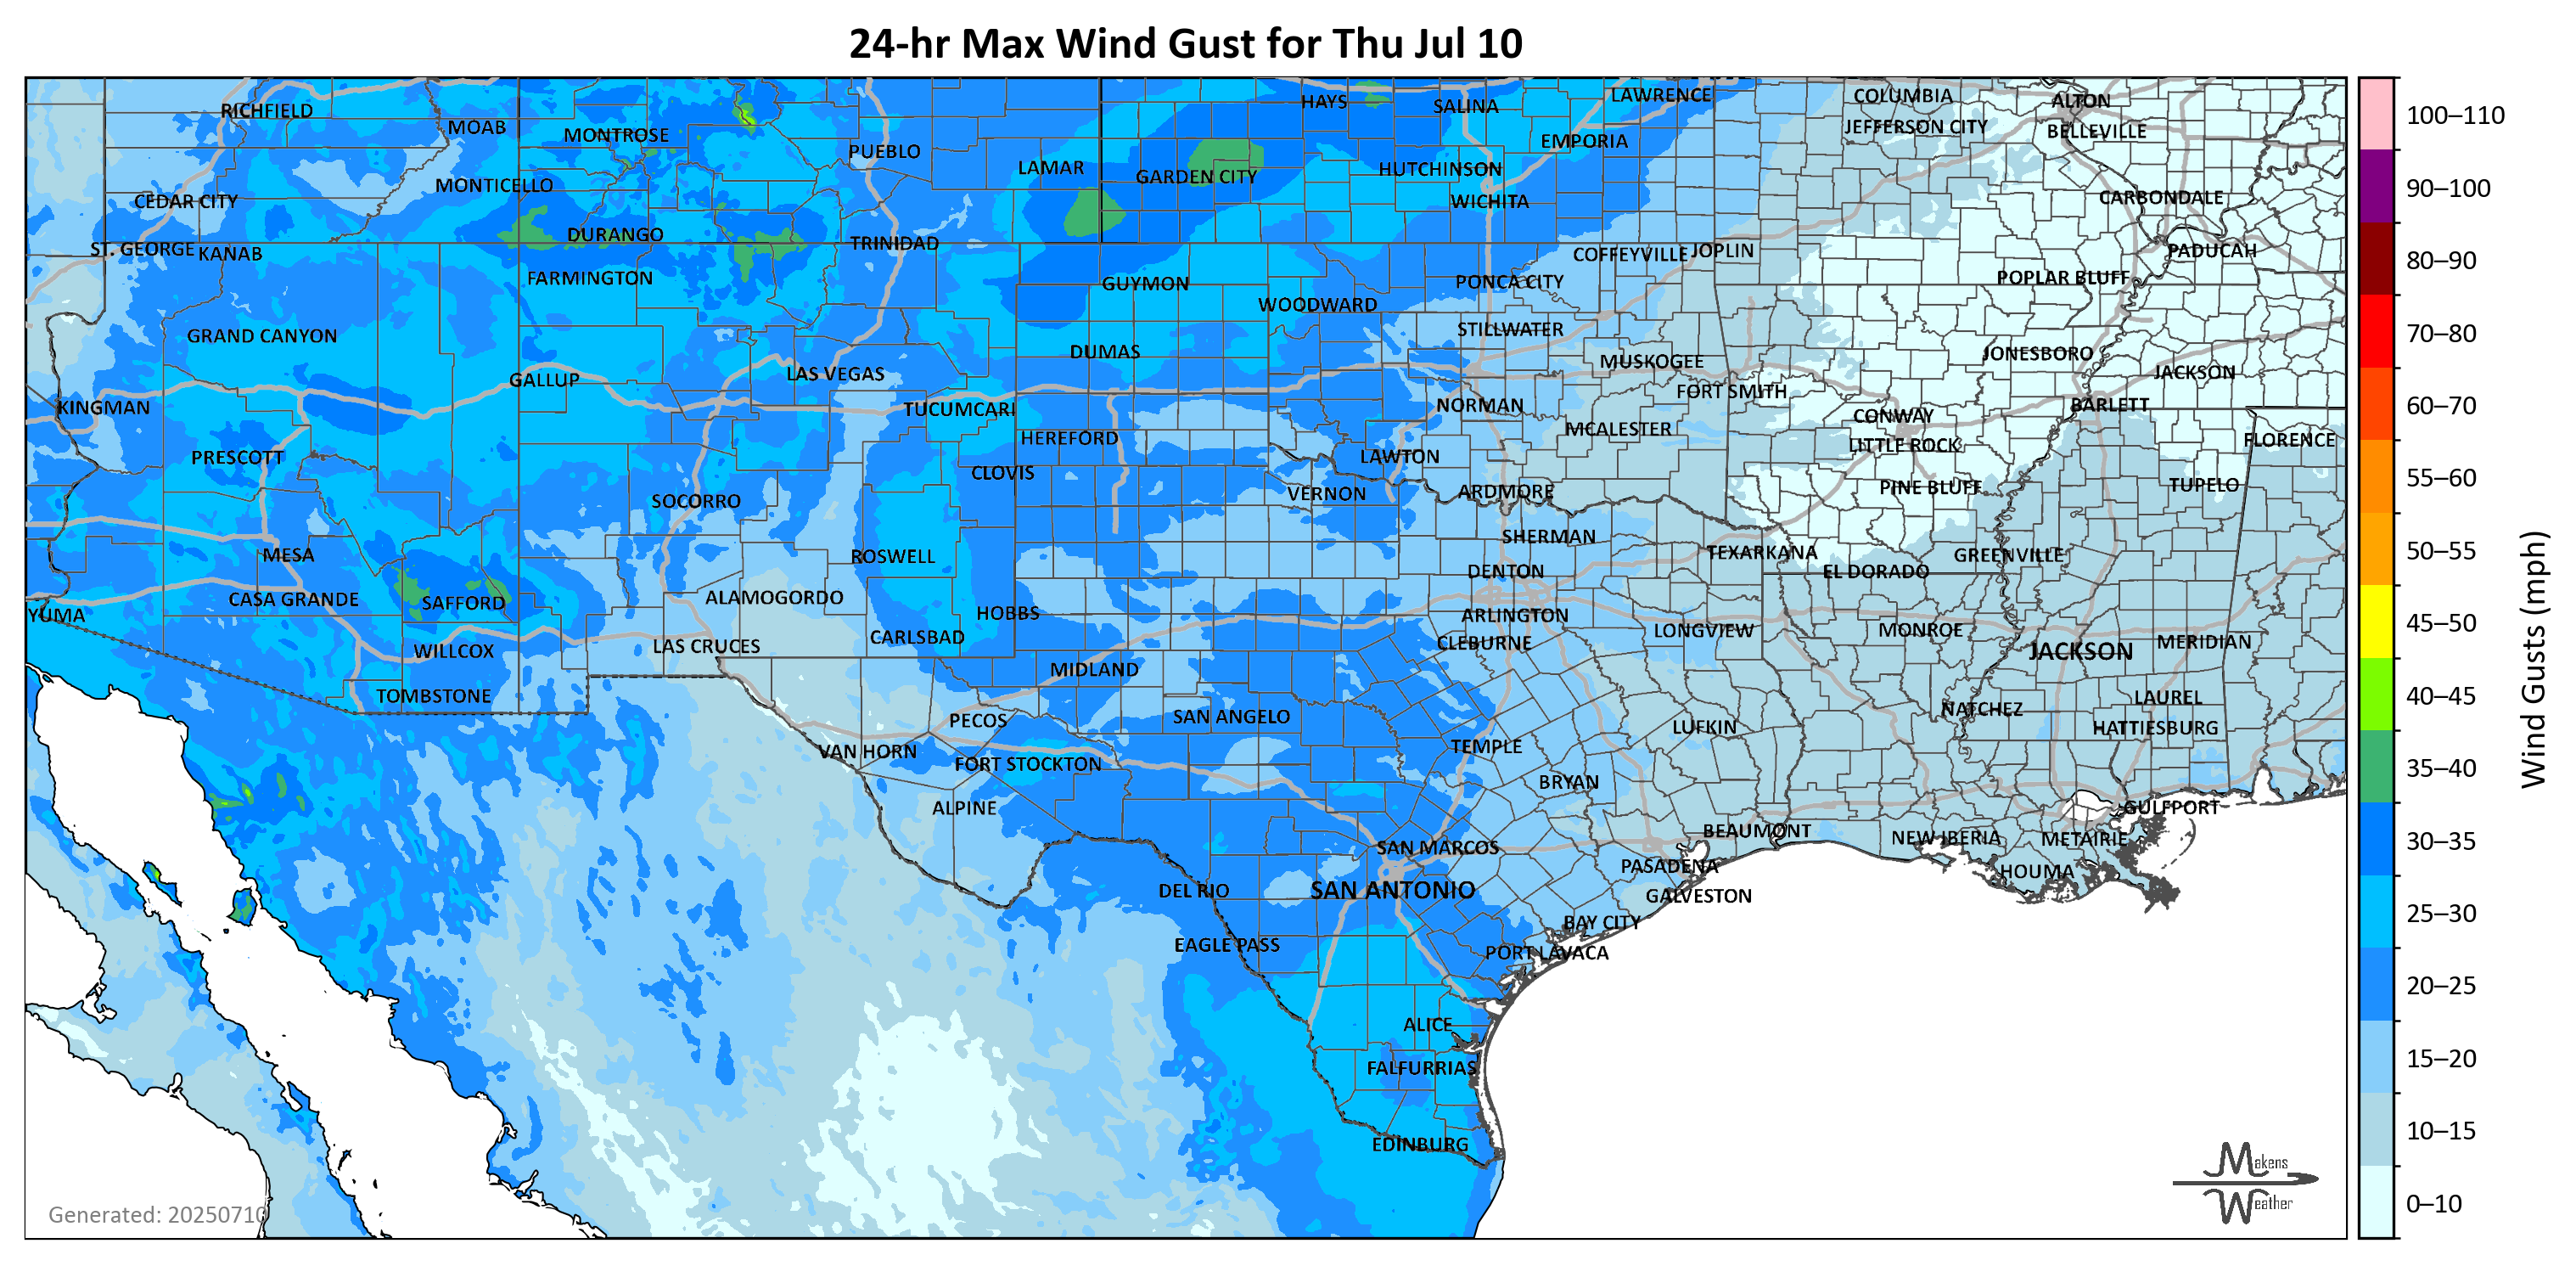 24-hr Max Wind Gust for Thu Jul 10
RICHFIELD
MOAB
MONTROSE
PUEBLO
LAMAR
HAYS
SALINA
LAWRENCE
COLUMBIA
ALTON
EMPORIA
JEFFERSON CITY
BELLEVILLE
MONTICELLO
GARDEN CITY
HUTCHINSON
CEDAR CITY
WICHITA
CARBONDALE
ST. GEORGE
KANAB
DURANGO
TRINIDAD
COFFEYVILLE
JOPLIN
PADUCAH
FARMINGTON
GUYMON
PONCA CITY
POPLAR BLUFF
WOODWARD
GRAND CANYON
STILLWATER
DUMAS
MUSKOGEE
JONESBORO
GALLUP
LAS VEGAS
FORT SMITH
JACKSON
KINGMAN
TUCUMCARI
NORMAN
CONWAY
BARLETT
HEREFORD
MCALESTER
LITTLE ROCK
FLORENCE
PRESCOTT
CLOVIS
LAWTON
SOCORRO
VERNON
ARDMORE
PINE BLUFF
TUPELO
MESA
ROSWELL
SHERMAN
TEXARKANA
GREENVILLE
DENTON
EL DORADO
YUMA
CASA GRANDE
SAFFORD
ALAMOGORDO
HOBBS
ARLINGTON
WILLCOX
LAS CRUCES
CARLSBAD
CLEBURNE
LONGVIEW
MONROE
JACKSON
MERIDIAN
TOMBSTONE
MIDLAND
PECOS
SAN ANGELO
LUFKIN
NATCHEZ
LAUREL
HATTIESBURG
VAN HORN
FORT STOCKTON
TEMPLE
BRYAN
ALPINE
GULFPORT
SAN MARCOS
BEAUMONT
NEW IBERIA
METAIRIE
PASADENA
HOUMA
DEL RIO
SAN ANTONIO
GALVESTON
BAY CITY
EAGLE PASS
PORT LAVACA
ALICE
FALFURRIAS
EDINBURG
Generated: 20250710
Makens
Weather
100–110
90–100
80–90
70–80
60–70
55–60
50–55
45–50
40–45
35–40
30–35
25–30
20–25
15–20
10–15
0–10
Wind Gusts (mph)